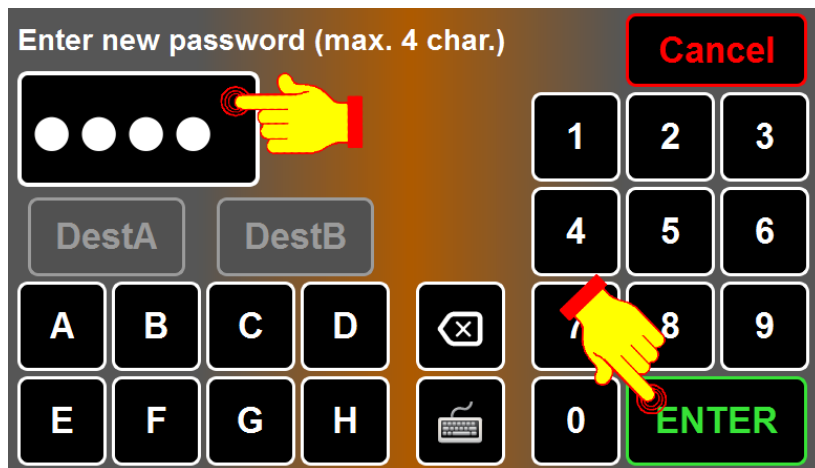 Enter new password (max. 4 char.)
Cancel
1 2 3
DestA DestB
4 5 6
A B C D
7 8 9
E F G H
0 ENTER